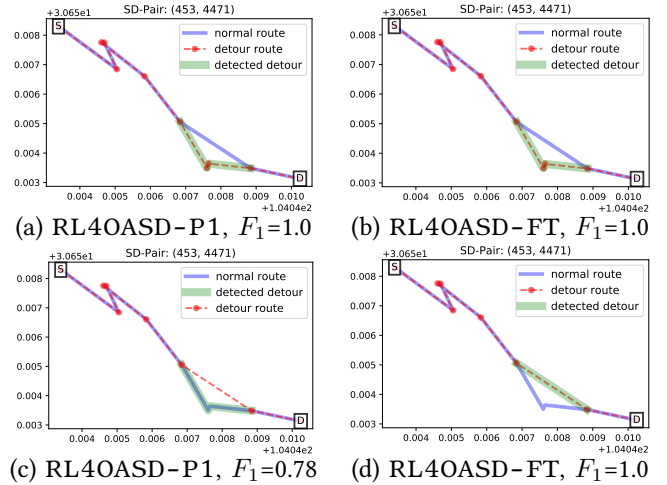 SD-Pair: (453, 4471)
+3.065e1
S
normal route
detour route
detected detour
D
0.008
0.007
0.006
0.005
0.004
0.003
0.004 0.005 0.006 0.007 0.008 0.009 0.010
+1.0404e2
(a) RL4OASD-P1, F1=1.0
SD-Pair: (453, 4471)
+3.065e1
S
normal route
detour route
detected detour
D
0.008
0.007
0.006
0.005
0.004
0.003
0.004 0.005 0.006 0.007 0.008 0.009 0.010
+1.0404e2
(b) RL4OASD-FT, F1=1.0
SD-Pair: (453, 4471)
+3.065e1
S
normal route
detected detour
detour route
D
0.008
0.007
0.006
0.005
0.004
0.003
0.004 0.005 0.006 0.007 0.008 0.009 0.010
+1.0404e2
(c) RL4OASD-P1, F1=0.78
SD-Pair: (453, 4471)
+3.065e1
S
normal route
detour route
detected detour
D
0.008
0.007
0.006
0.005
0.004
0.003
0.004 0.005 0.006 0.007 0.008 0.009 0.010
+1.0404e2
(d) RL4OASD-FT, F1=1.0